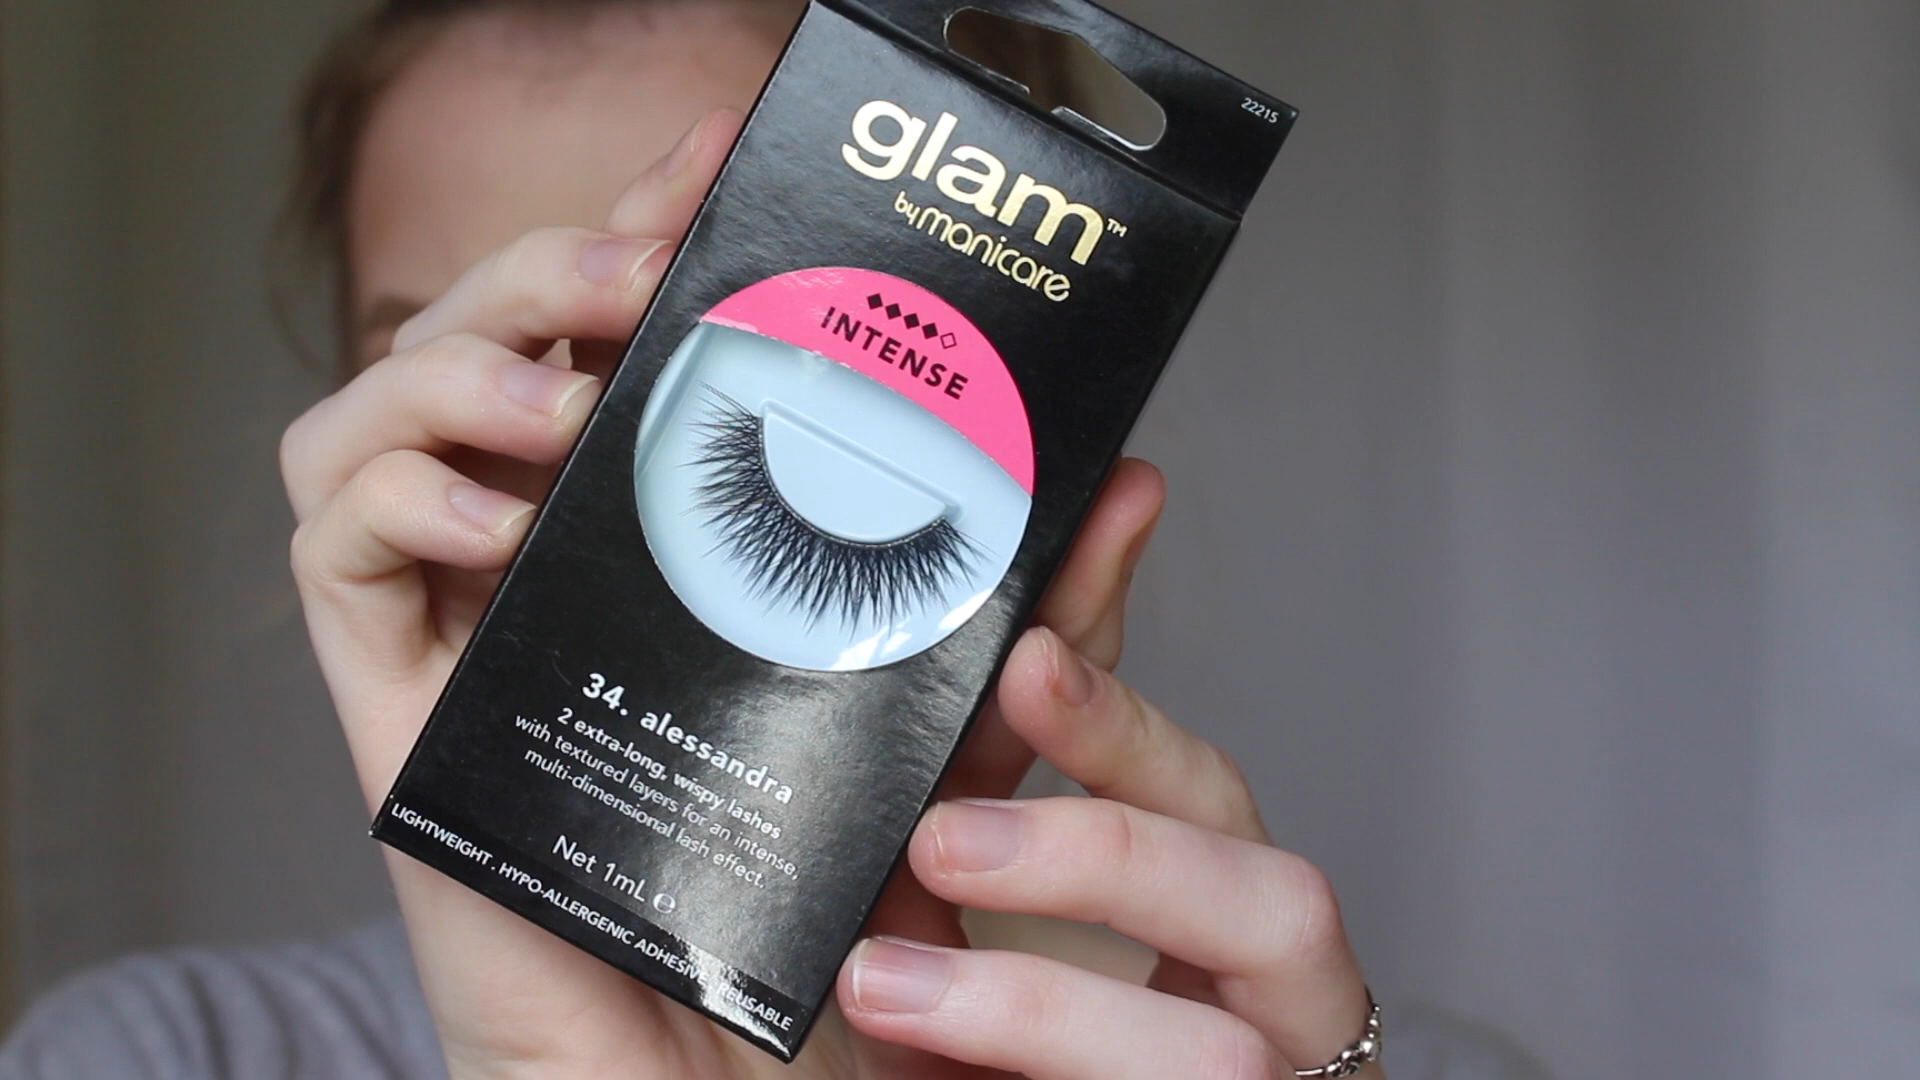 22215
glam™
by manicare
INTENSE
34. alessandra
2 extra-long, wispy lashes
with textured layers for an intense,
multi-dimensional lash effect.
Net 1mL ℮
LIGHTWEIGHT . HYPO-ALLERGENIC ADHESIVE . REUSABLE